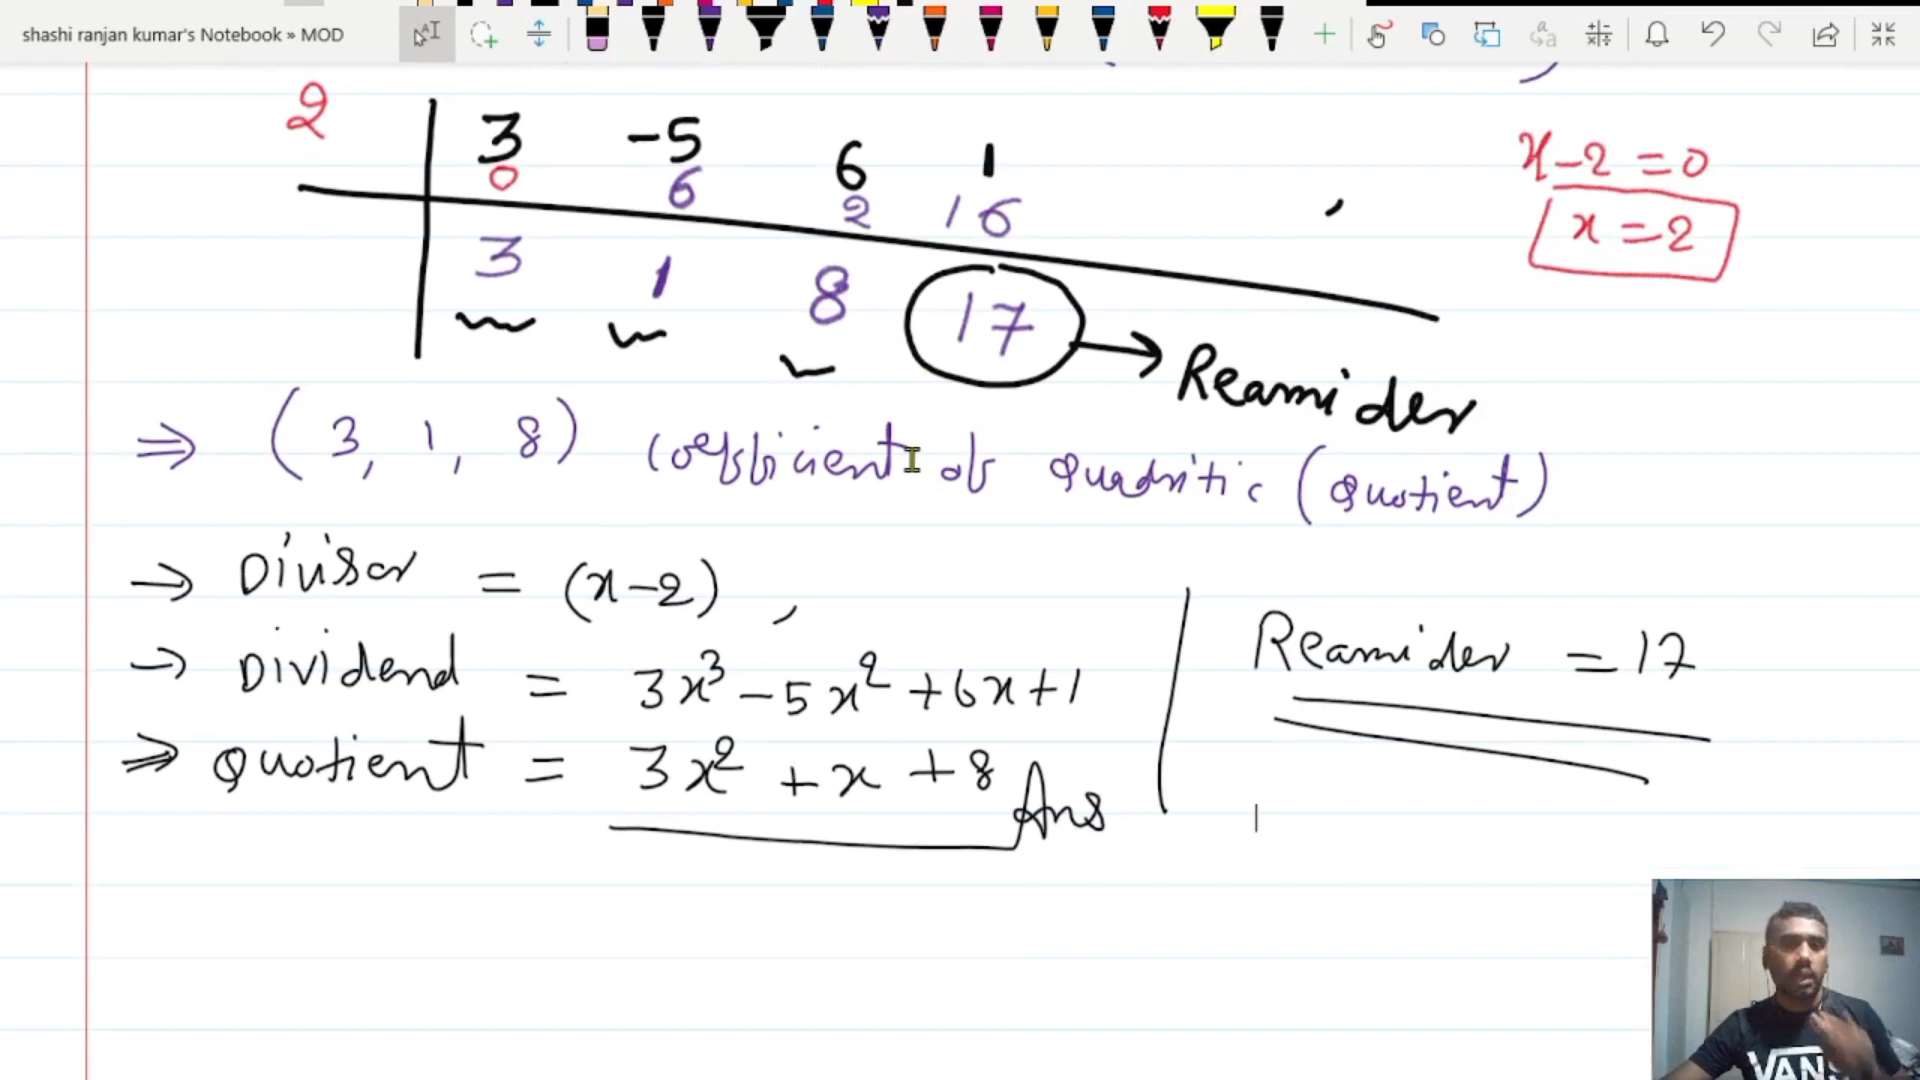 shashi ranjan kumar's Notebook » MOD
2 3 -5 6 1
0 6 2 16
3 1 8 17 → Reamider
x-2=0
x=2
⇒ (3, 1, 8) coefficient of quadritic (quotient)
→ Divisor = (x-2),
→ Dividend = 3x³-5x²+6x+1
⇒ Quotient = 3x²+x+8 Ans
Reamider = 17
VANS